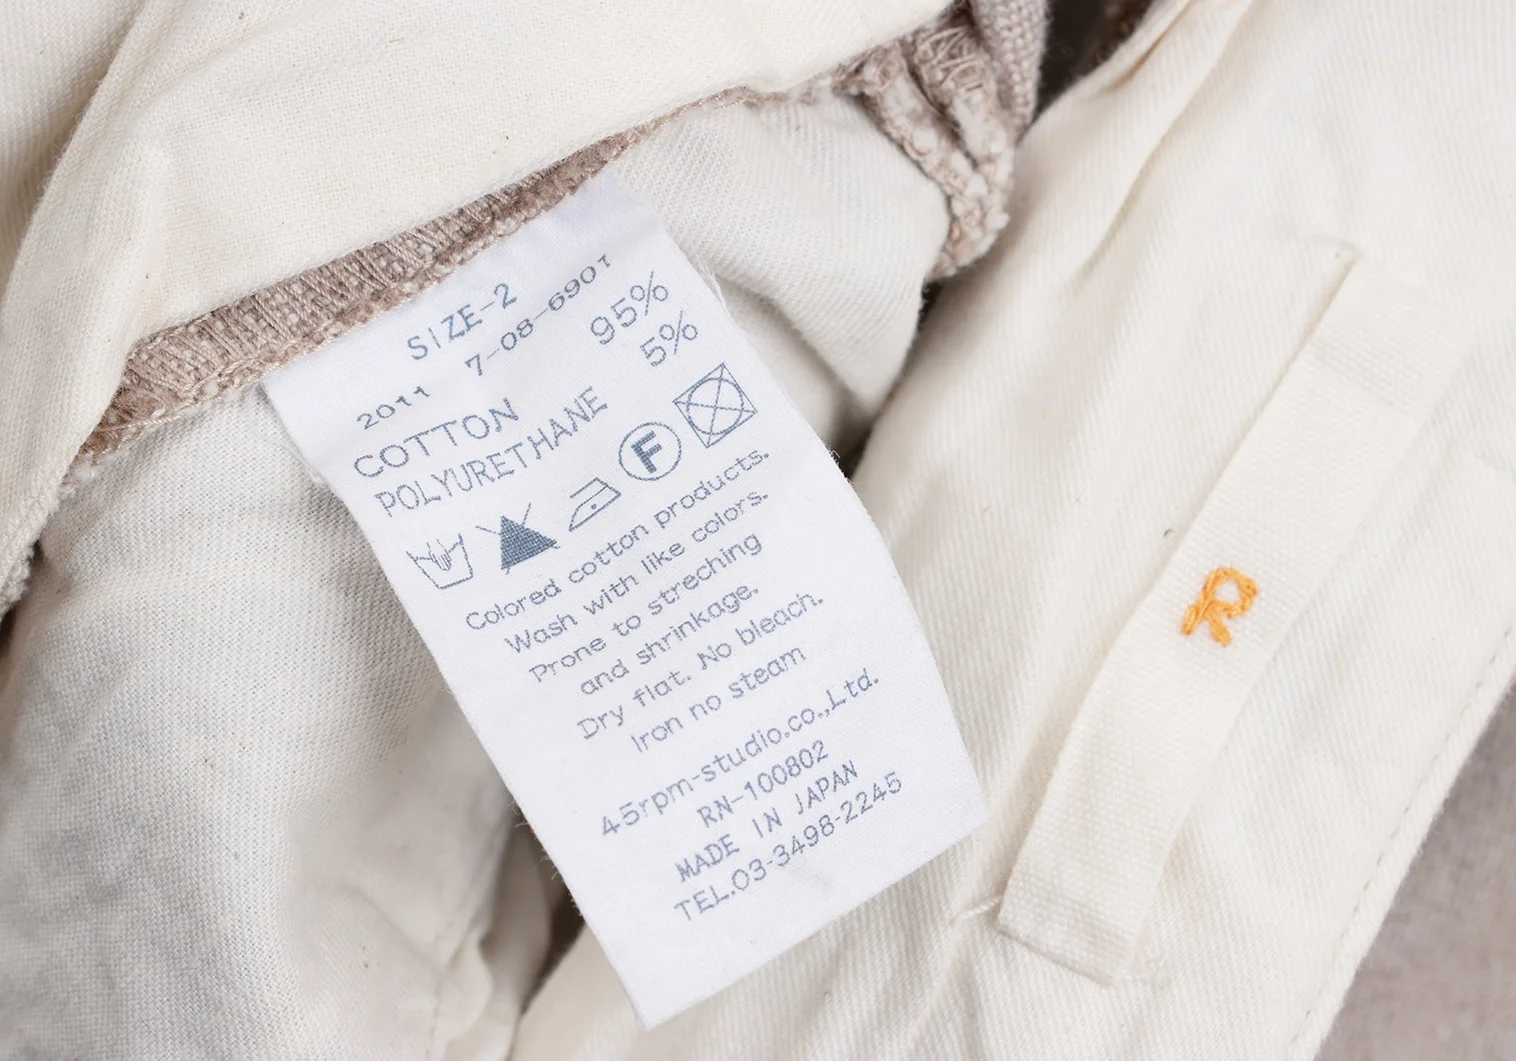 SIZE-2
2011 7-08-6901
COTTON 95%
POLYURETHANE 5%
F
Colored cotton products.
Wash with like colors.
Prone to streching
and shrinkage.
Dry flat. No bleach.
Iron no steam
45rpm-studio.co.,Ltd.
RN-100802
MADE IN JAPAN
TEL.03-3498-2245
R